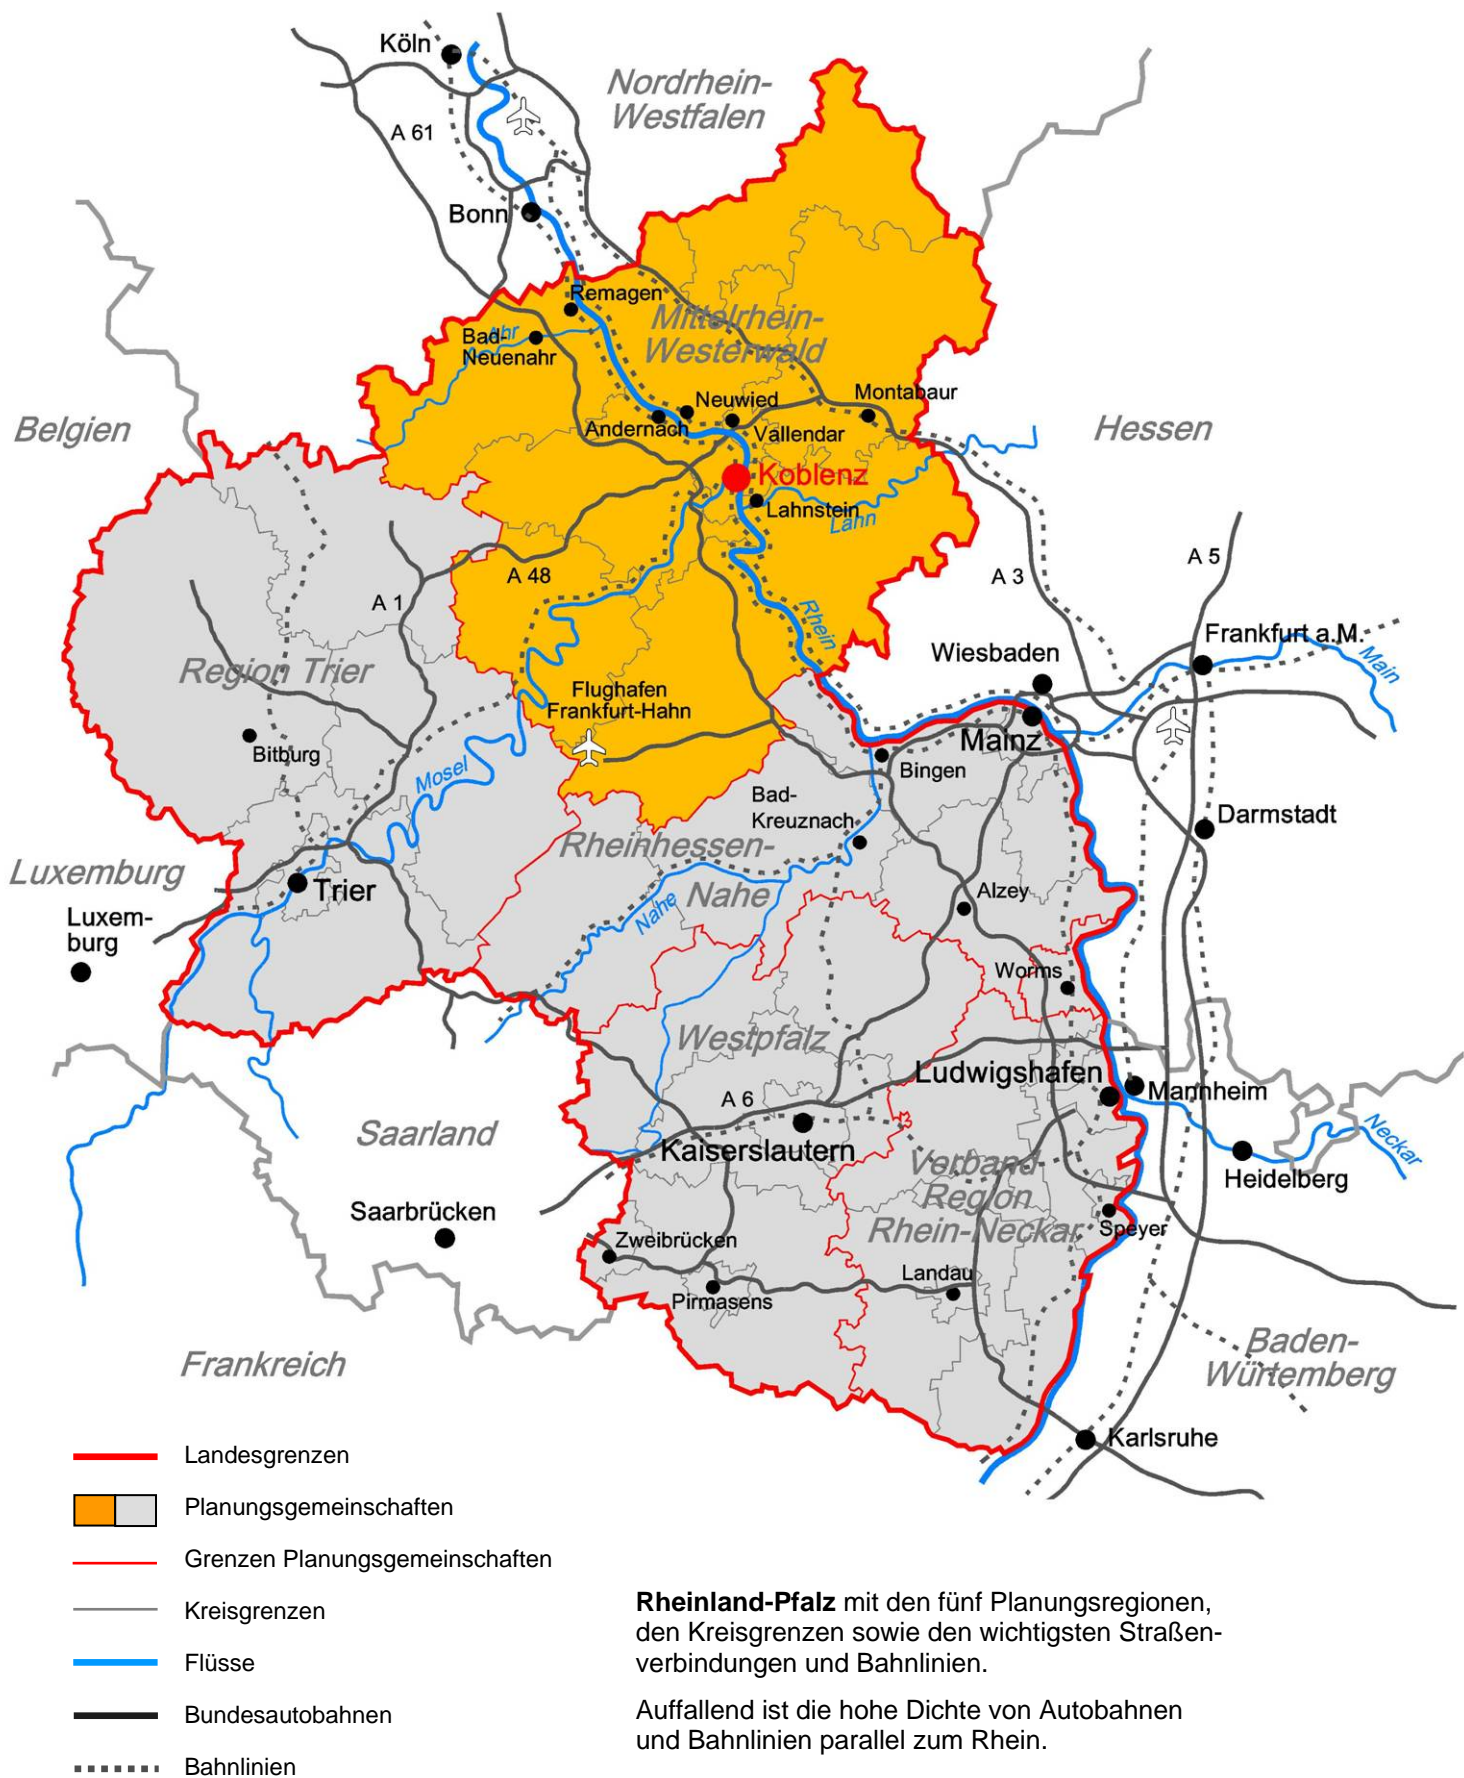 Köln
Nordrhein-
Westfalen
A 61
Bonn
Remagen
Mittelrhein-
Westerwald
Ahr
Bad-
Neuenahr
Neuwied
Montabaur
Andernach
Vallendar
Belgien
Hessen
Koblenz
Lahnstein
Lahn
A 48
A 3
A 5
A 1
Rhein
Frankfurt a.M.
Main
Wiesbaden
Region Trier
Flughafen
Frankfurt-Hahn
Mainz
Bitburg
Mosel
Bingen
Bad-
Kreuznach
Darmstadt
Rheinhessen-
Nahe
Luxemburg
Trier
Nahe
Alzey
Luxem-
burg
Worms
Westpfalz
Ludwigshafen
Mannheim
A 6
Saarland
Kaiserslautern
Neckar
Verband
Region
Rhein-Neckar
Heidelberg
Saarbrücken
Speyer
Zweibrücken
Landau
Pirmasens
Frankreich
Baden-
Würtemberg
Karlsruhe
Landesgrenzen
Planungsgemeinschaften
Grenzen Planungsgemeinschaften
Kreisgrenzen
Flüsse
Bundesautobahnen
Bahnlinien
Rheinland-Pfalz mit den fünf Planungsregionen,
den Kreisgrenzen sowie den wichtigsten Straßen-
verbindungen und Bahnlinien.
Auffallend ist die hohe Dichte von Autobahnen
und Bahnlinien parallel zum Rhein.